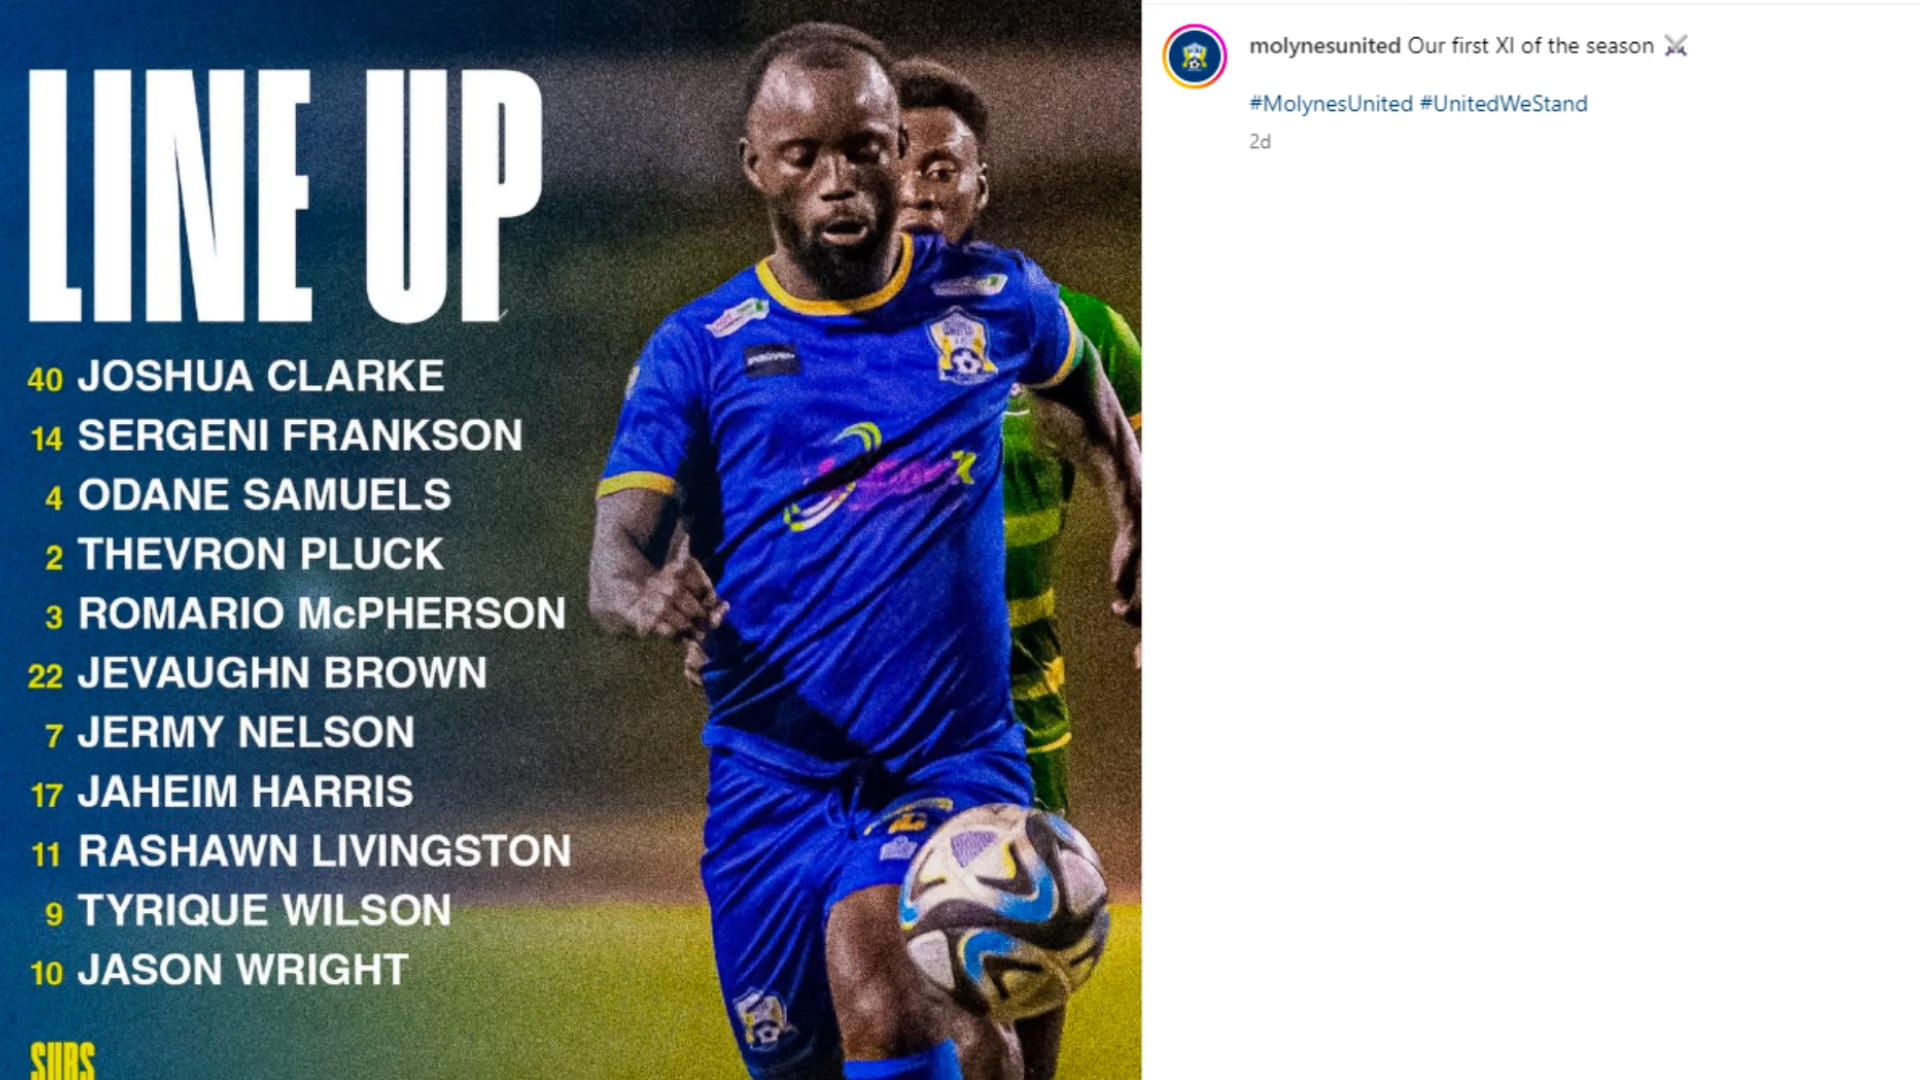 LINE UP
40 JOSHUA CLARKE
14 SERGENI FRANKSON
4 ODANE SAMUELS
2 THEVRON PLUCK
3 ROMARIO McPHERSON
22 JEVAUGHN BROWN
7 JERMY NELSON
17 JAHEIM HARRIS
11 RASHAWN LIVINGSTON
9 TYRIQUE WILSON
10 JASON WRIGHT
SUBS
molynesunited Our first XI of the season ⚔
#MolynesUnited #UnitedWeStand
2d